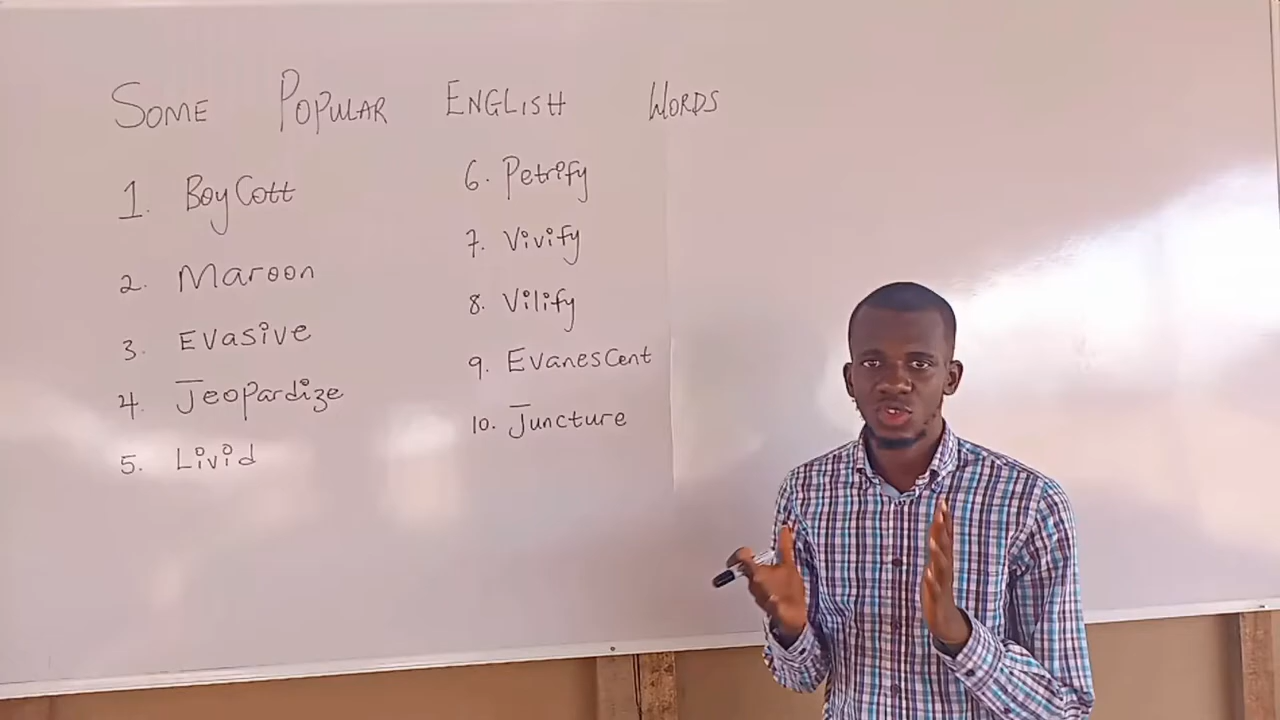 SOME POPULAR ENGLISH WORDS
1. BoyCott
2. Maroon
3. Evasive
4. Jeopardize
5. Livid
6. Petrify
7. Vivify
8. Vilify
9. EvanesCent
10. Juncture